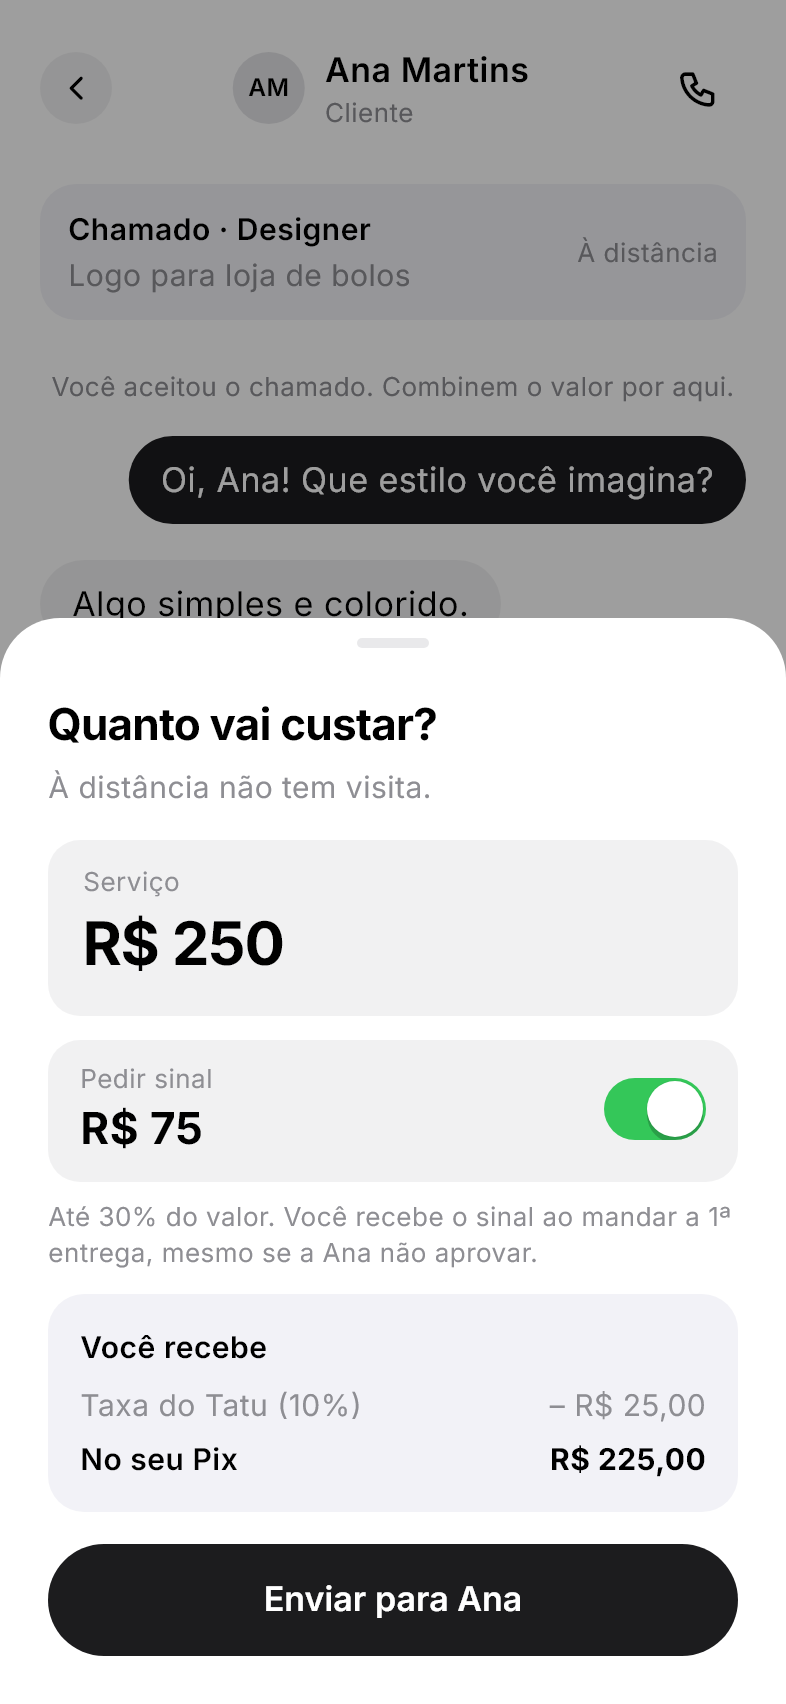 AM
Ana Martins
Cliente
Chamado · Designer
Logo para loja de bolos
À distância
Você aceitou o chamado. Combinem o valor por aqui.
Oi, Ana! Que estilo você imagina?
Algo simples e colorido.
Quanto vai custar?
À distância não tem visita.
Serviço
R$ 250
Pedir sinal
R$ 75
Até 30% do valor. Você recebe o sinal ao mandar a 1ª
entrega, mesmo se a Ana não aprovar.
Você recebe
Taxa do Tatu (10%) – R$ 25,00
No seu Pix R$ 225,00
Enviar para Ana